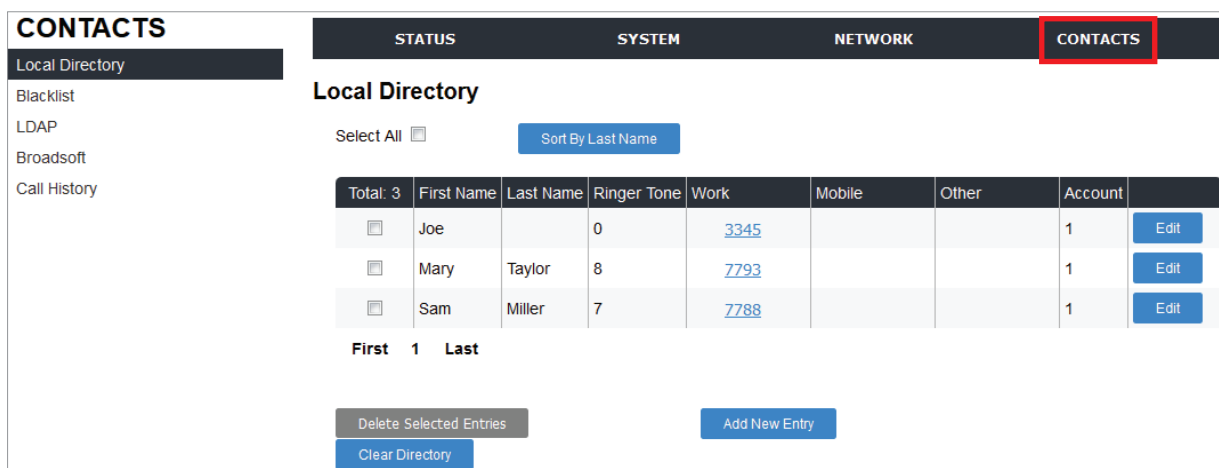 CONTACTS
Local Directory
Blacklist
LDAP
Broadsoft
Call History
STATUS SYSTEM NETWORK CONTACTS
Local Directory
Select All Sort By Last Name
Total: 3 First Name Last Name Ringer Tone Work Mobile Other Account
Joe 0 3345 1 Edit
Mary Taylor 8 7793 1 Edit
Sam Miller 7 7788 1 Edit
First 1 Last
Delete Selected Entries Add New Entry
Clear Directory